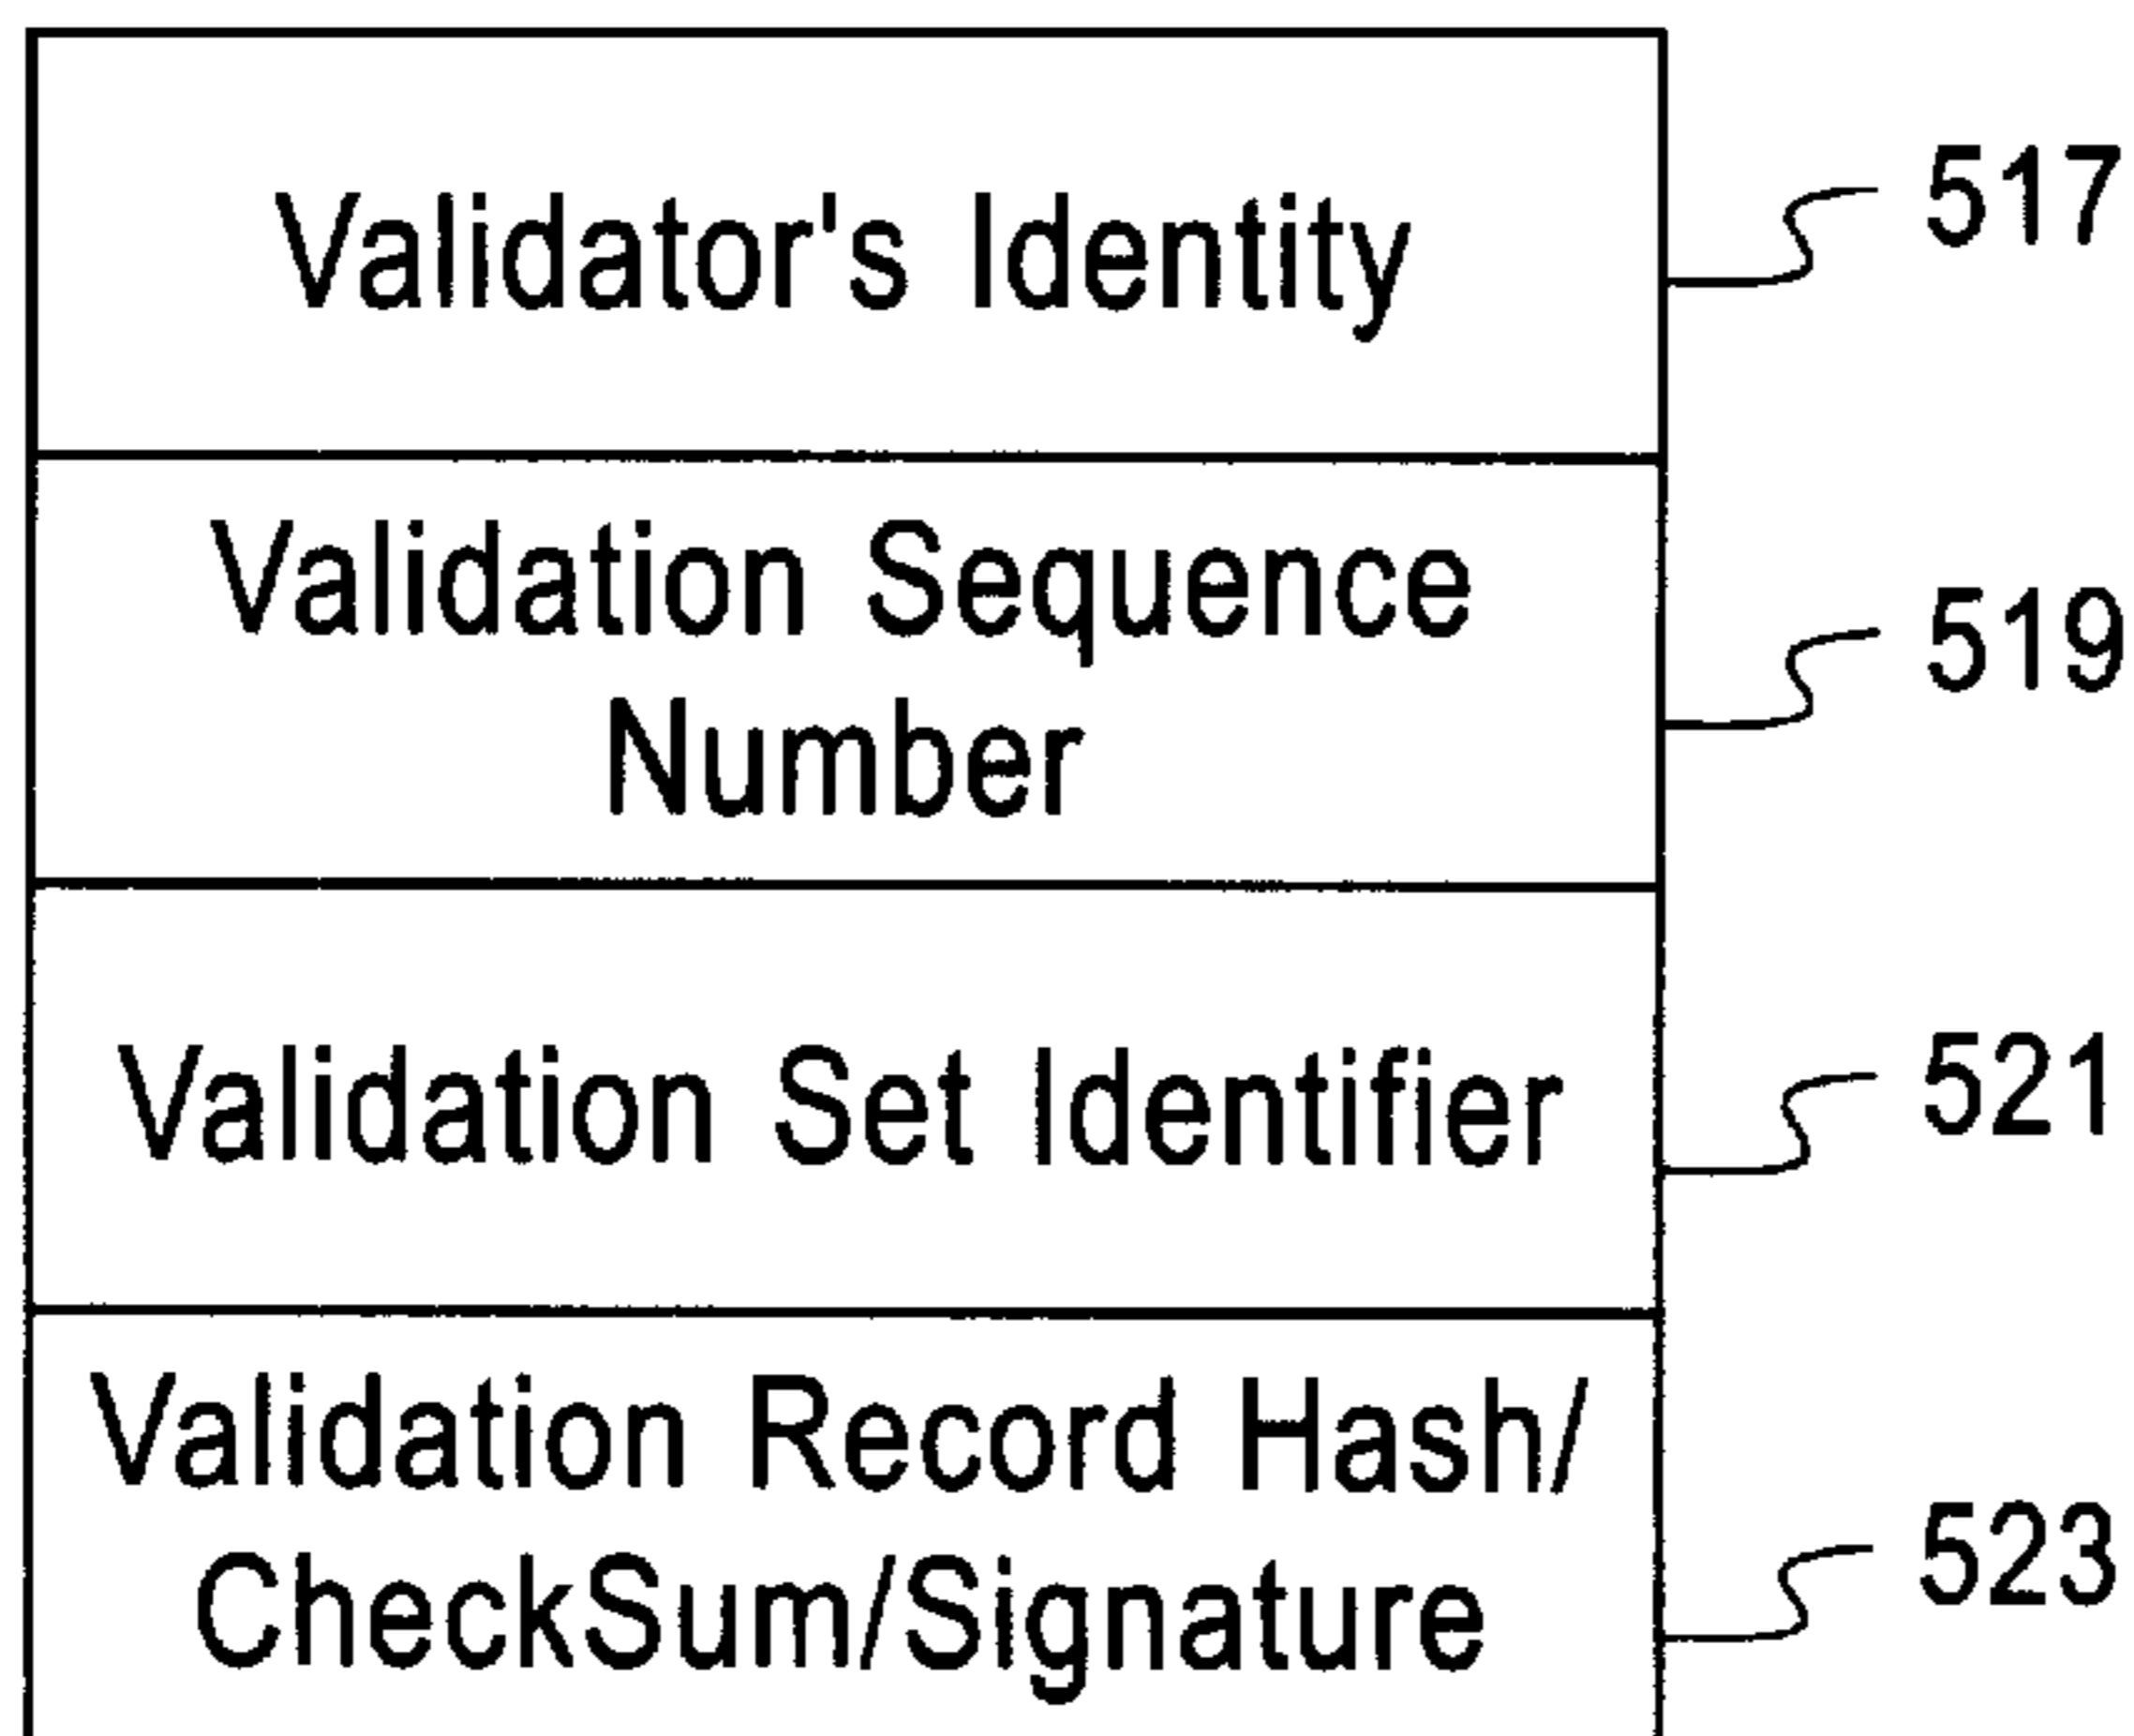 Validator's Identity
517
Validation Sequence
Number
519
Validation Set Identifier
521
Validation Record Hash/
CheckSum/Signature
523